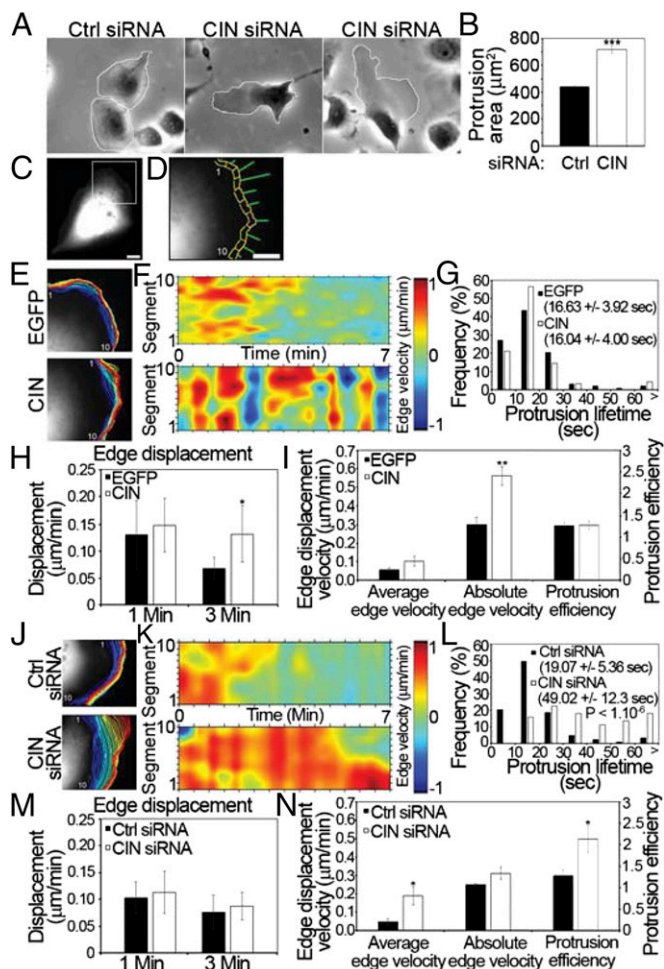 A
Ctrl siRNA CIN siRNA CIN siRNA
B
Protrusion area (μm²)
800
600
400
200
0
***
siRNA: Ctrl CIN
C
D
1
10
E
EGFP
1
10
CIN
1
10
F
Segment
10
1
0 Time (min) 7
Segment
10
1
Edge velocity (μm/min)
1
0
-1
G
Frequency (%)
60
50
40
30
20
10
0
EGFP
(16.63 +/- 3.92 sec)
CIN
(16.04 +/- 4.00 sec)
0 10 20 30 40 50 60 >
Protrusion lifetime
(sec)
H
Edge displacement
Displacement
(μm/min)
0.25
0.20
0.15
0.10
0.05
0
EGFP
CIN
*
1 Min 3 Min
I
Edge displacement
velocity (μm/min)
0.7
0.6
0.5
0.4
0.3
0.2
0.1
0.0
EGFP
CIN
**
3
2.5
2
1.5
1
0.5
0
Protrusion efficiency
Average edge velocity
Absolute edge velocity
Protrusion efficiency
J
Ctrl
siRNA
1
10
CIN
siRNA
1
10
K
Segment
10
1
0 Time (Min) 7
Segment
10
1
Edge velocity (μm/min)
1
0
-1
L
Frequency (%)
60
50
40
30
20
10
0
Ctrl siRNA
(19.07 +/- 5.36 sec)
CIN siRNA
(49.02 +/- 12.3 sec)
P < 1.10⁻⁶
0 10 20 30 40 50 60 >
Protrusion lifetime
(sec)
M
Edge displacement
Displacement
(μm/min)
0.25
0.20
0.15
0.10
0.05
0
Ctrl siRNA
CIN siRNA
1 Min 3 Min
N
Edge displacement
velocity (μm/min)
0.7
0.6
0.5
0.4
0.3
0.2
0.1
0
Ctrl siRNA
CIN siRNA
*
*
3
2.5
2
1.5
1
0.5
0
Protrusion efficiency
Average edge velocity
Absolute edge velocity
Protrusion efficiency